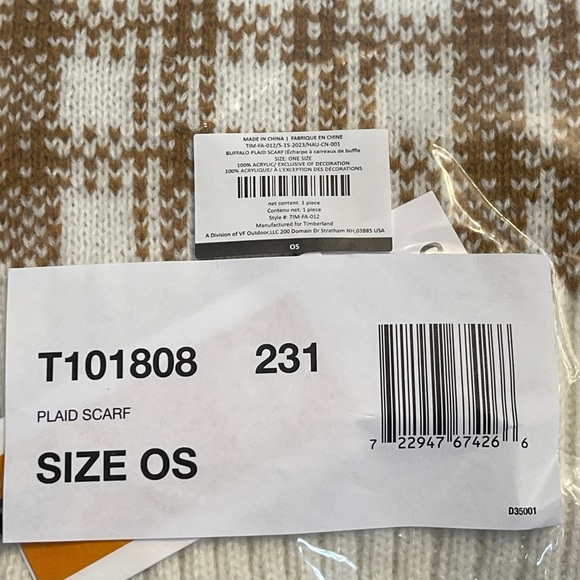 MADE IN CHINA | FABRIQUE EN CHINE
TIM-FA-012/5-15-2023/HAU-CN-001
BUFFALO PLAID SCARF |Écharpe à carreaux de buffle
SIZE: ONE SIZE
100% ACRYLIC/ EXCLUSIVE OF DECORATION
100% ACRYLIQUE/ À L'EXCEPTION DES DÉCORATIONS
net content: 1 piece
Contenu net: 1 piece
Style #: TIM-FA-012
Manufactured for Timberland
A Division of VF Outdoor,LLC 200 Domain Dr Stratham NH,03885 USA
OS
T101808 231
PLAID SCARF
SIZE OS
7 22947 67426 6
D35001